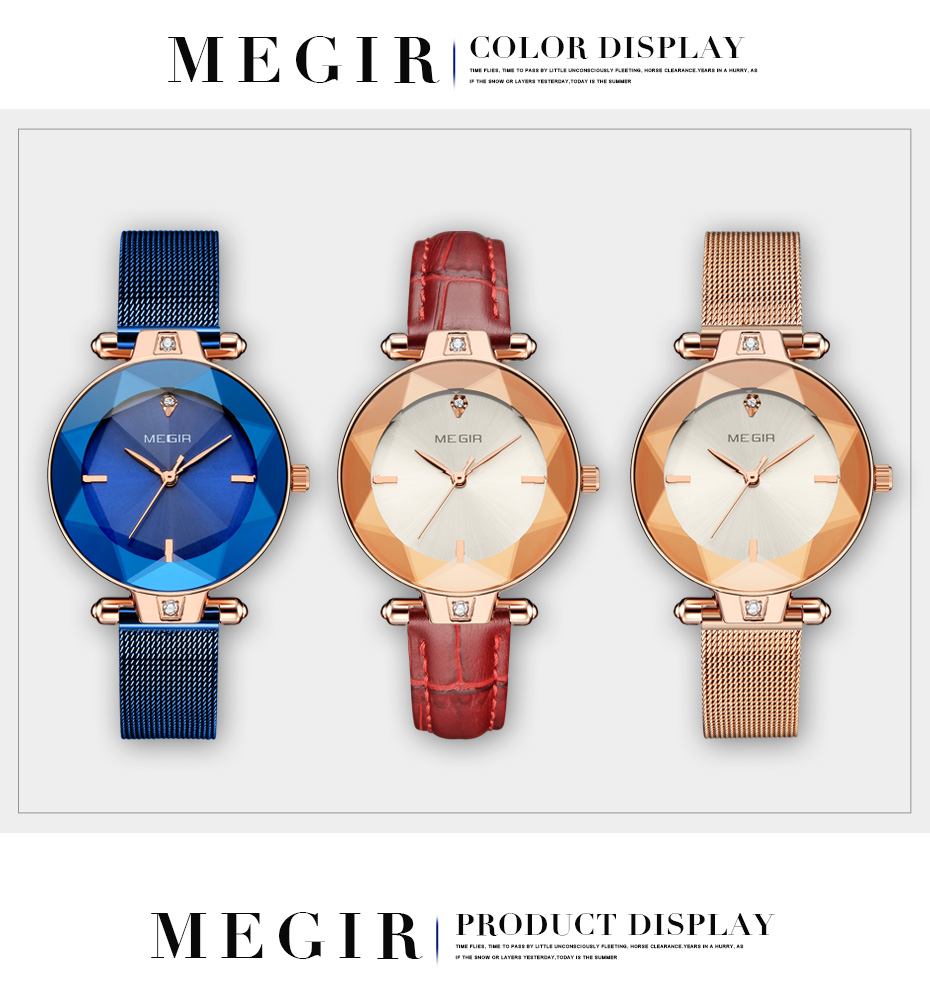 MEGIR
COLOR DISPLAY
TIME FLIES, TIME TO PASS BY LITTLE UNCONSCIOUSLY FLEETING, HORSE CLEARANCE.YEARS IN A HURRY, AS
IF THE SNOW OR LAYERS YESTERDAY,TODAY IS THE SUMMER
MEGIR
MEGIR
MEGIR
MEGIR
PRODUCT DISPLAY
TIME FLIES, TIME TO PASS BY LITTLE UNCONSCIOUSLY FLEETING, HORSE CLEARANCE.YEARS IN A HURRY, AS
IF THE SNOW OR LAYERS YESTERDAY,TODAY IS THE SUMMER